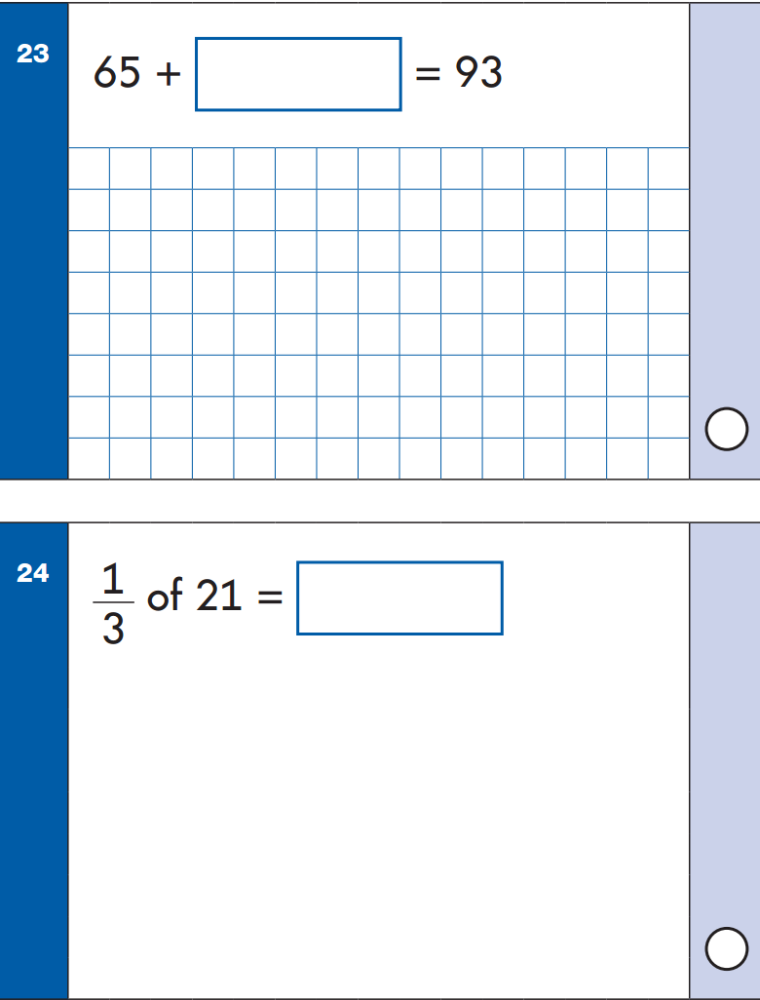 23
65 + = 93
24
1/3 of 21 =